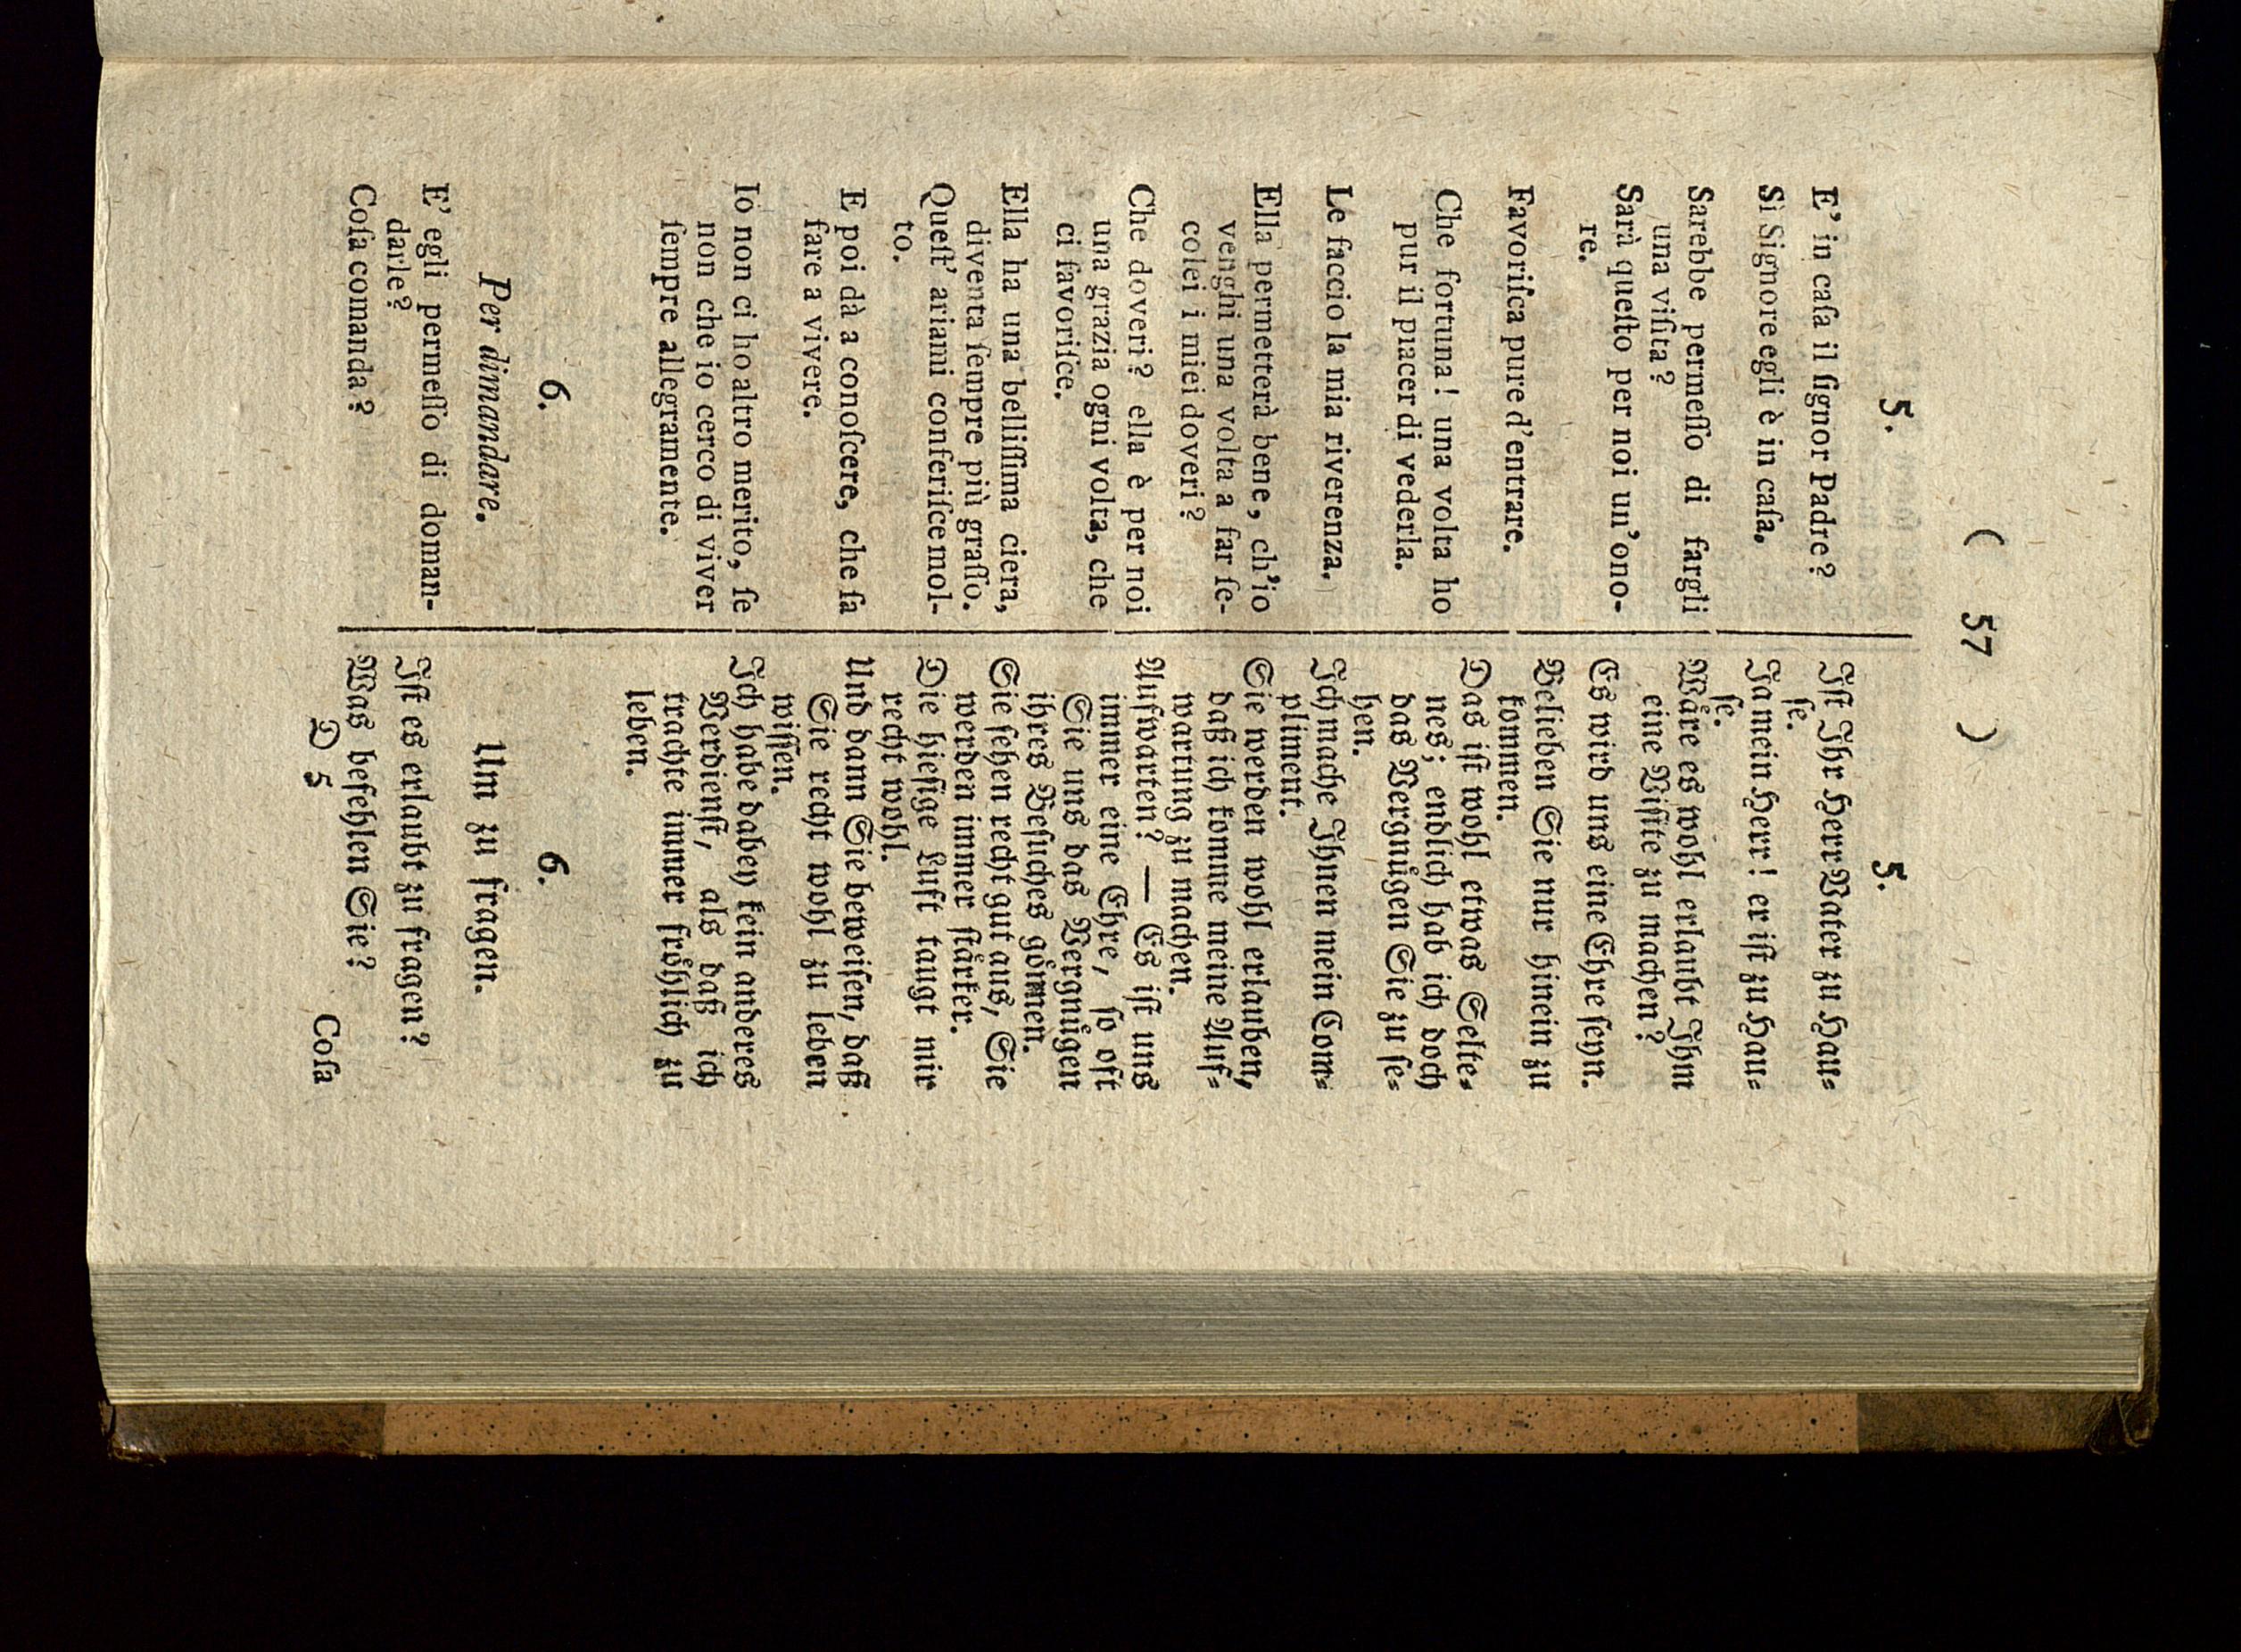 ( 57 )
5.
E' in caſa il ſignor Padre?
Sì Signore egli è in caſa.
Sarebbe permeſſo di fargli
una viſita?
Sarà queſto per noi un' ono-
re.
Favoriſca pure d'entrare.
Che fortuna! una volta ho
pur il piacer di vederla.
Le faccio la mia riverenza.
Ella permetterà bene, ch'io
venghi una volta a far ſe-
colei i miei doveri?
Che doveri? ella è per noi
una grazia ogni volta, che
ci favoriſce.
Ella ha una belliſſima ciera,
diventa ſempre più graſſo.
Queſt' ariami conferiſce mol-
to.
E poi dà a conoſcere, che ſa
fare a vivere.
Io non ci ho altro merito, ſe
non che io cerco di viver
ſempre allegramente.
6.
Per dimandare.
E' egli permeſſo di doman-
darle?
Coſa comanda?
5.
Iſt Ihr Herr Vater zu Hau-
ſe.
Ja mein Herr! er iſt zu Hau-
ſe.
Wäre es wohl erlaubt Ihm
eine Viſite zu machen?
Es wird uns eine Ehre ſeyn.
Belieben Sie nur hinein zu
kommen.
Das iſt wohl etwas Selte-
nes; endlich hab ich doch
das Vergnügen Sie zu ſe-
hen.
Ich mache Ihnen mein Com-
pliment.
Sie werden wohl erlauben,
daß ich komme meine Auf-
wartung zu machen.
Aufwarten? — Es iſt uns
immer eine Ehre, ſo oft
Sie uns das Vergnügen
ihres Beſuches gönnen.
Sie ſehen recht gut aus, Sie
werden immer ſtärker.
Die hieſige Luft taugt mir
recht wohl.
Und dann Sie beweiſen, daß
Sie recht wohl zu leben
wiſſen.
Ich habe dabey kein anderes
Verdienſt, als daß ich
trachte immer fröhlich zu
leben.
6.
Um zu fragen.
Iſt es erlaubt zu fragen?
Was befehlen Sie?
D 5
Coſa